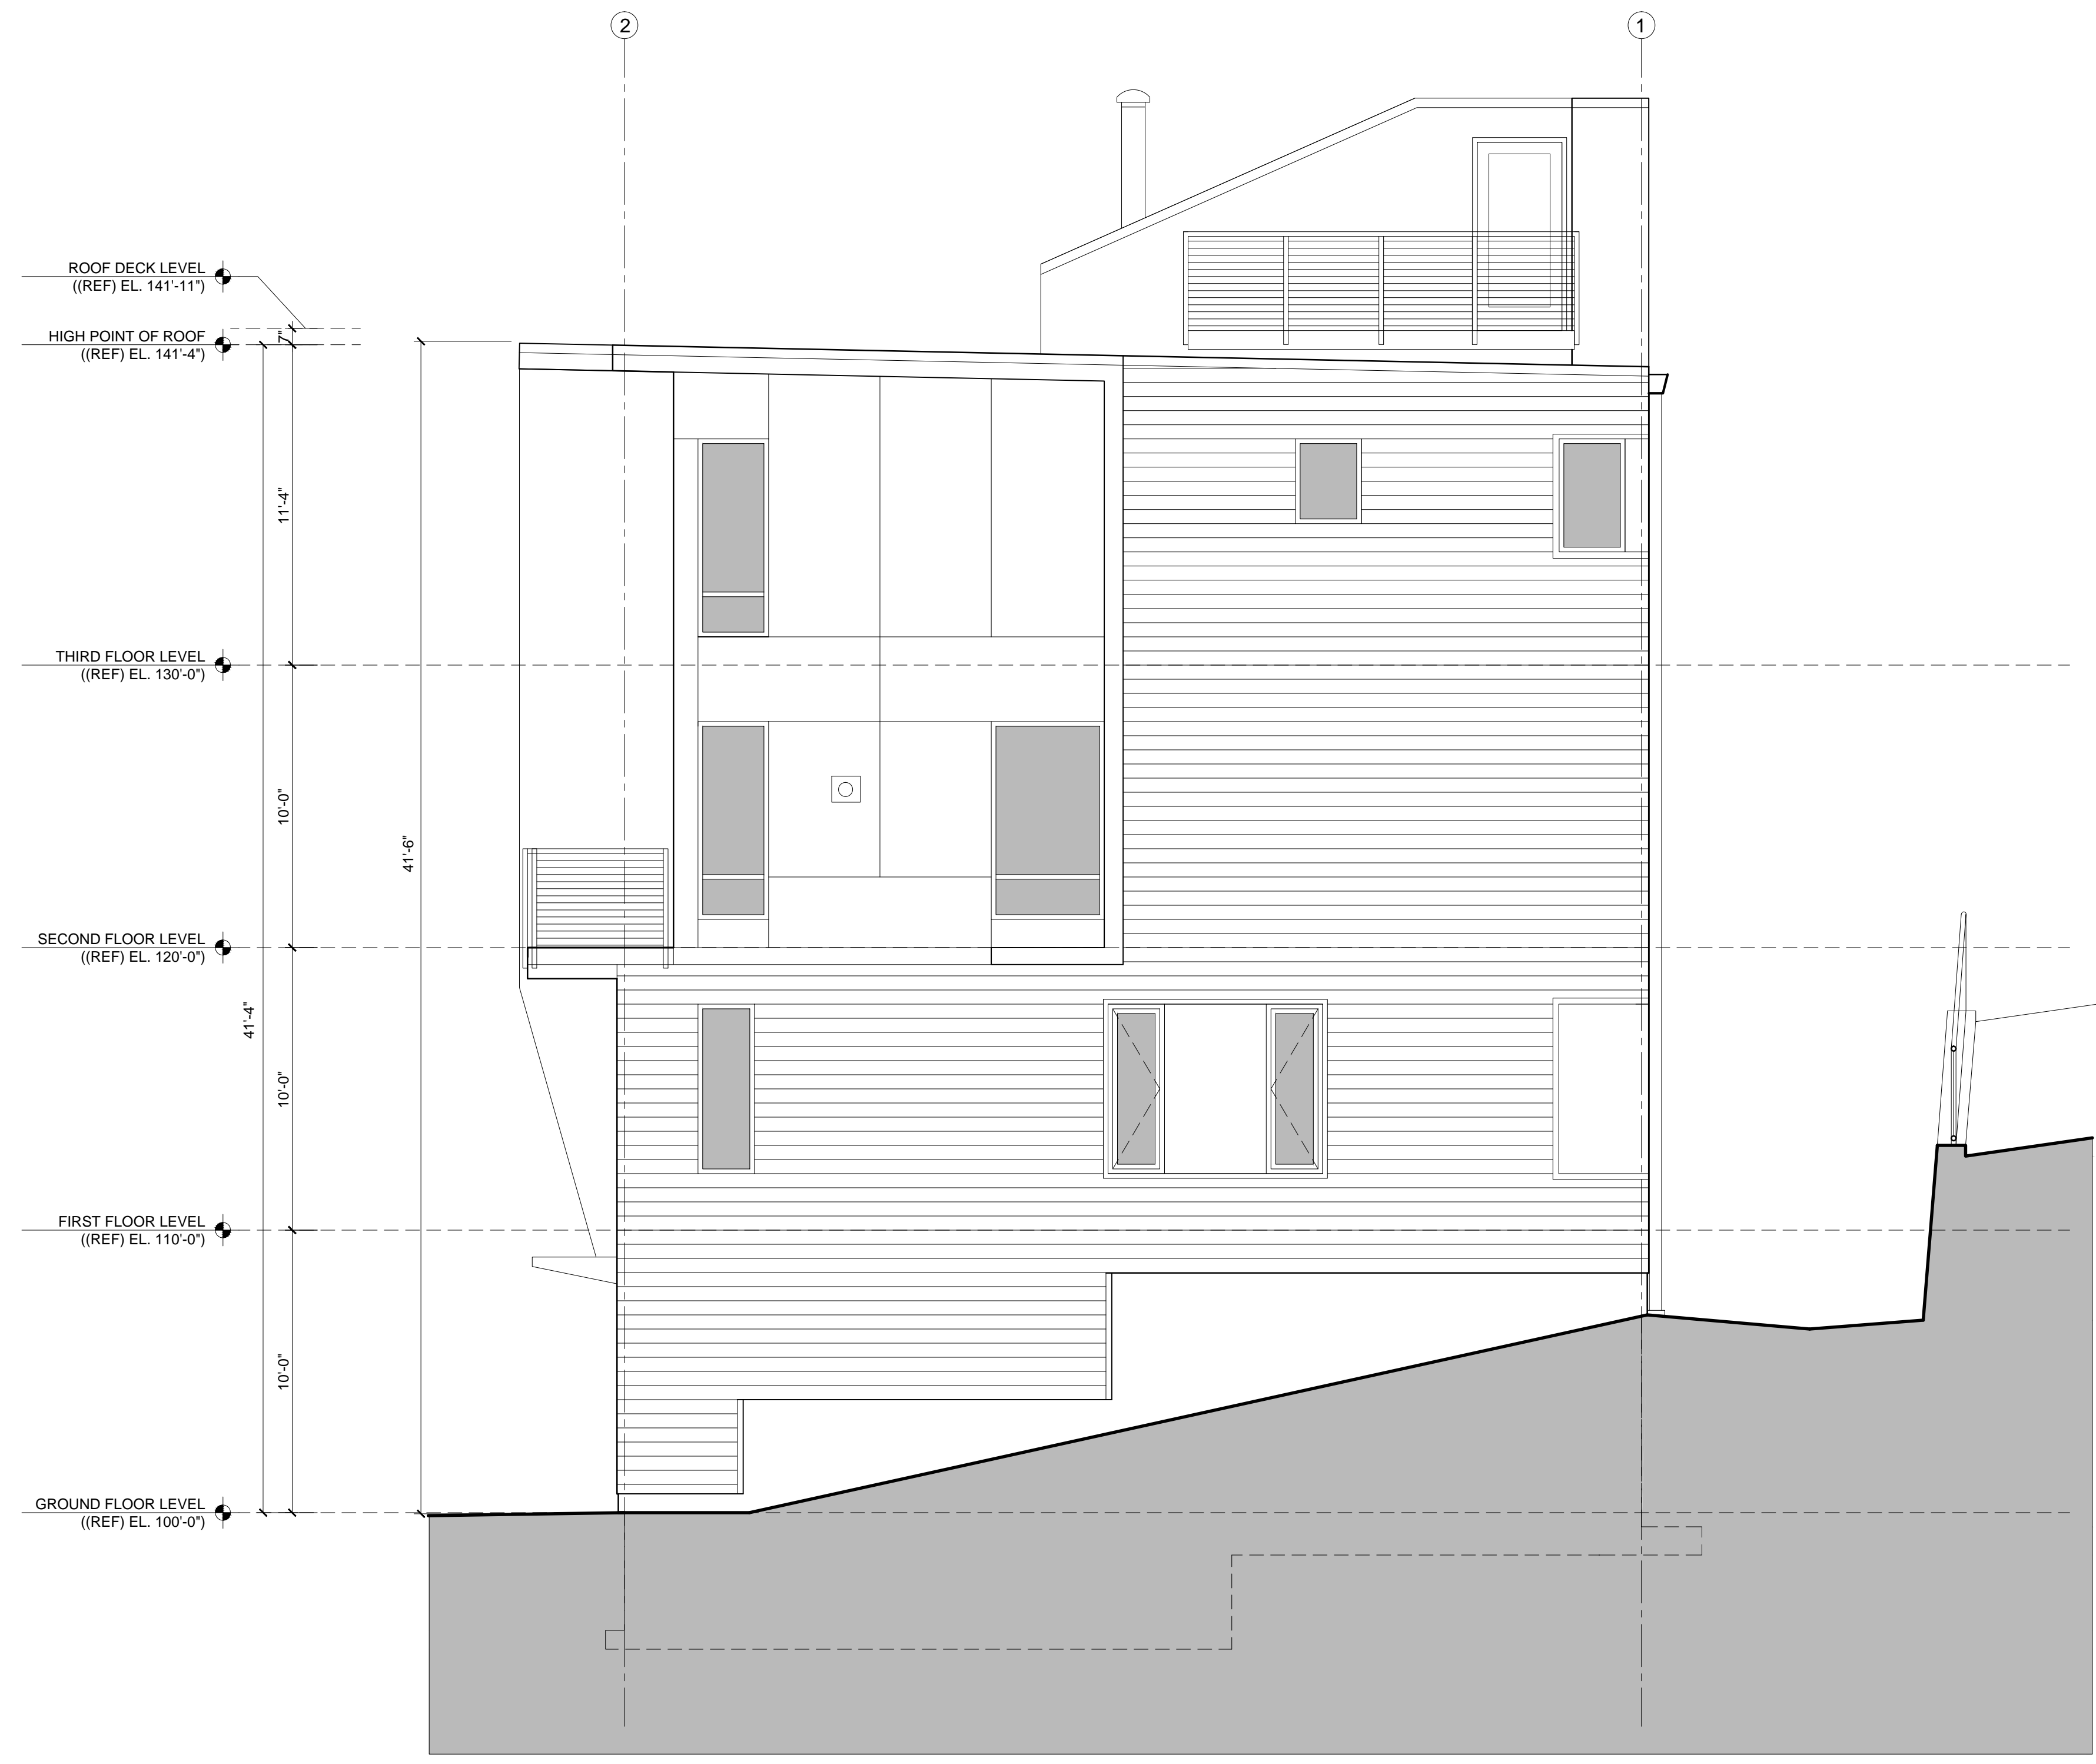 2
1
ROOF DECK LEVEL
((REF) EL. 141'-11")
HIGH POINT OF ROOF
((REF) EL. 141'-4")
7"
11'-4"
THIRD FLOOR LEVEL
((REF) EL. 130'-0")
10'-0"
41'-6"
SECOND FLOOR LEVEL
((REF) EL. 120'-0")
41'-4"
10'-0"
FIRST FLOOR LEVEL
((REF) EL. 110'-0")
10'-0"
GROUND FLOOR LEVEL
((REF) EL. 100'-0")